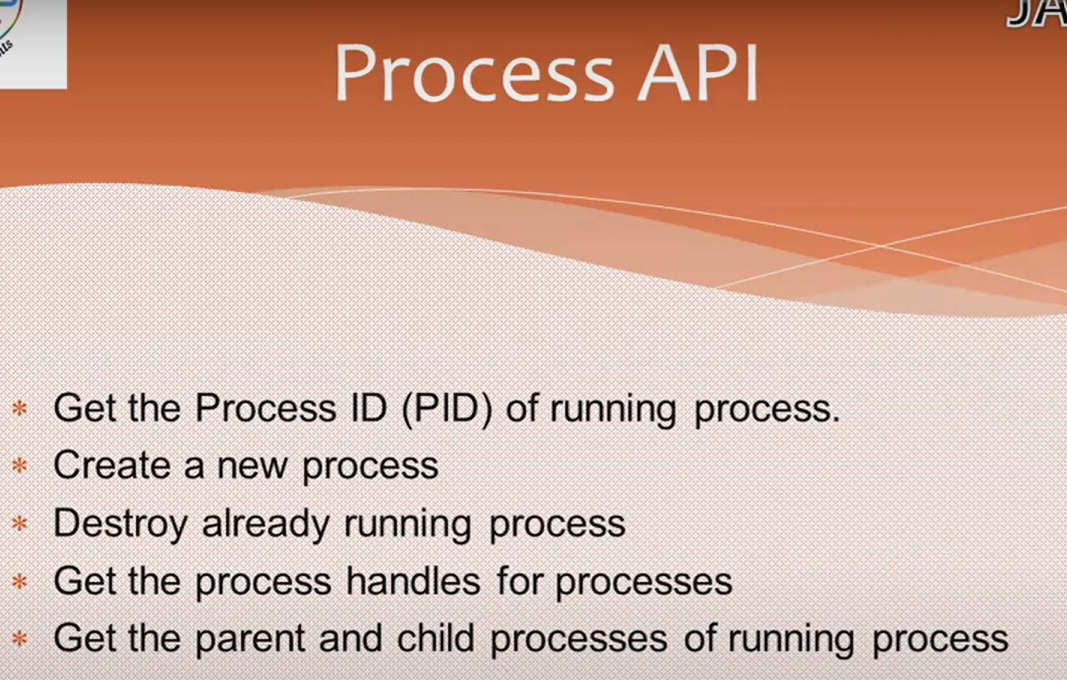 JA
Process API
Get the Process ID (PID) of running process.
Create a new process
Destroy already running process
Get the process handles for processes
Get the parent and child processes of running process